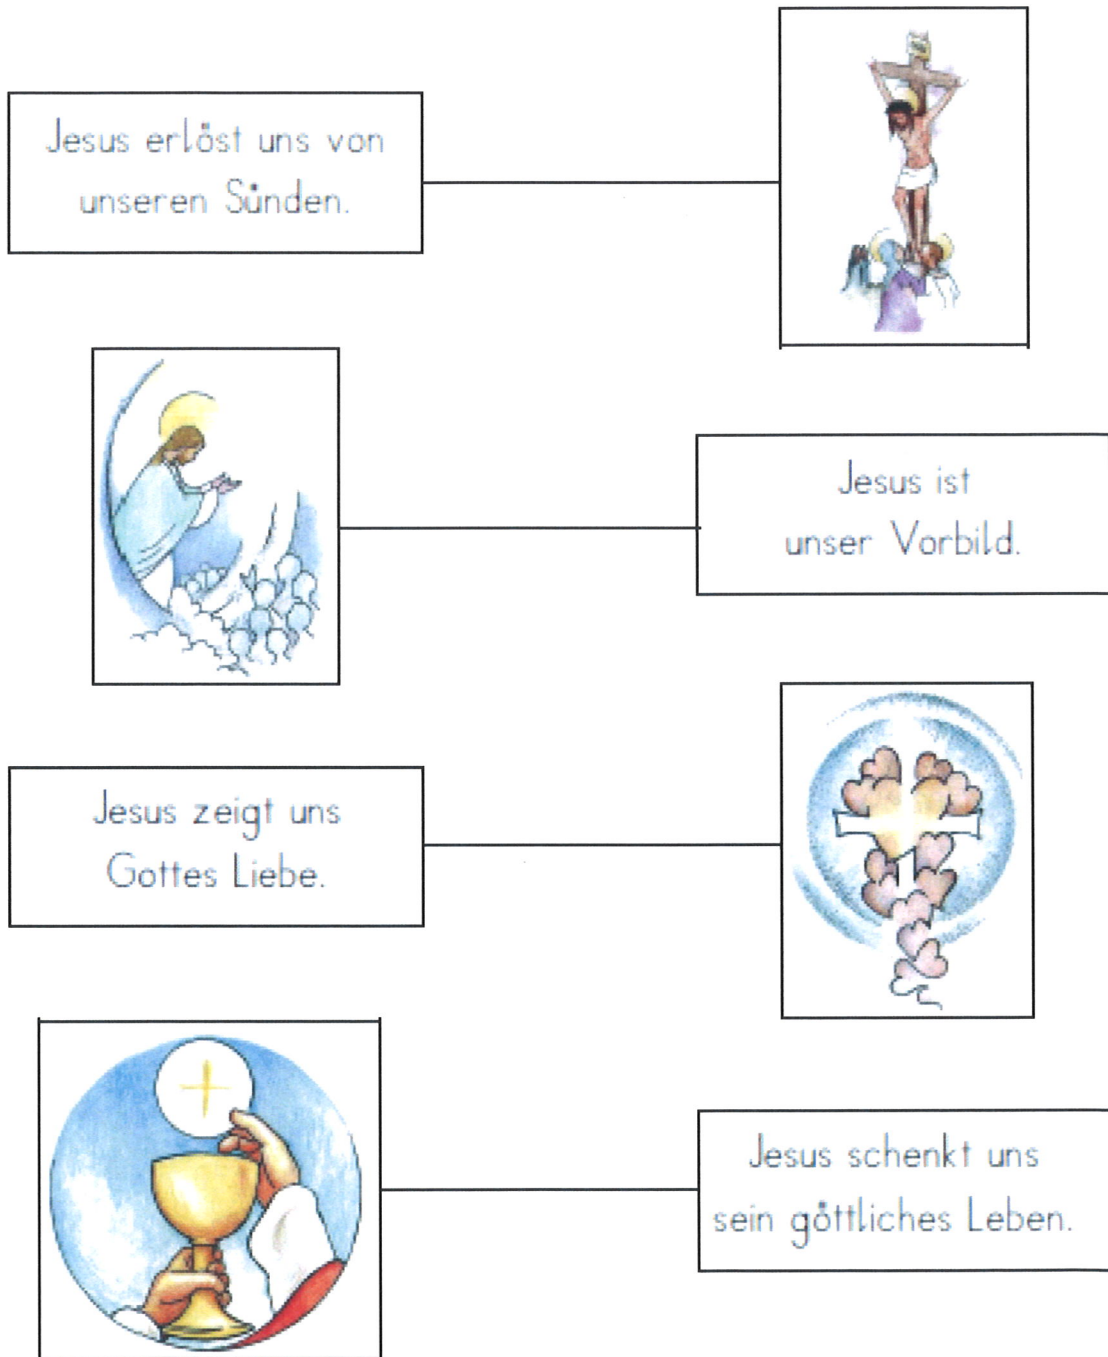 Jesus erlöst uns von
unseren Sünden.
Jesus ist
unser Vorbild.
Jesus zeigt uns
Gottes Liebe.
Jesus schenkt uns
sein göttliches Leben.